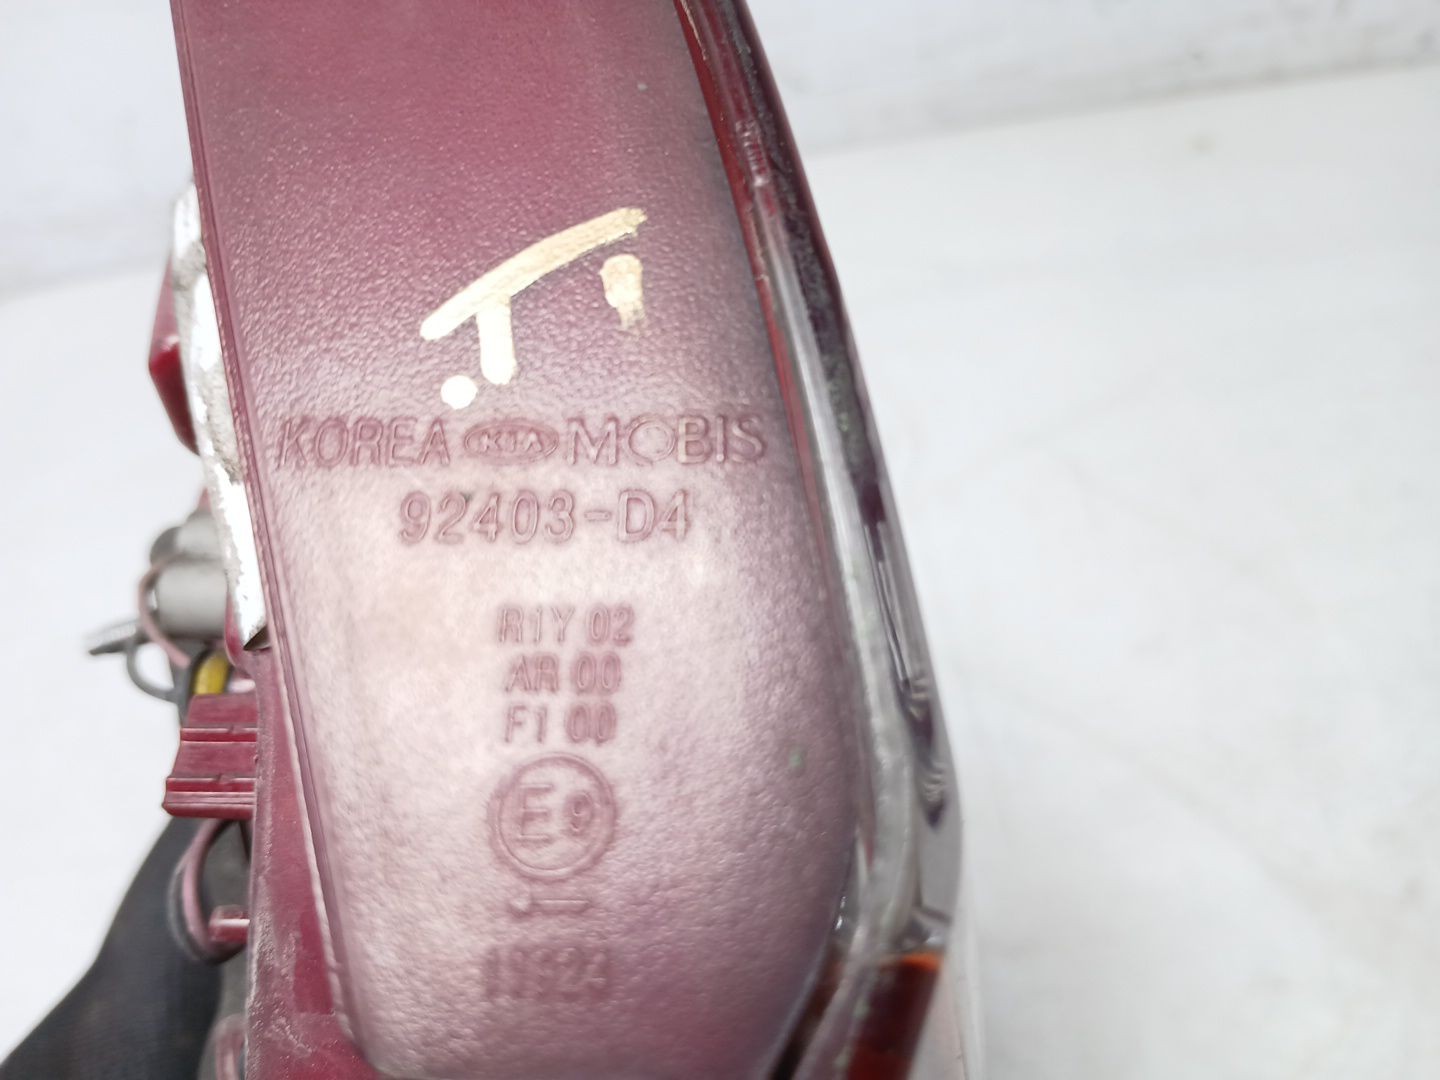 KOREA KIA MOBIS
92403-D4
R1Y 02
AR 00
F1 00
E9